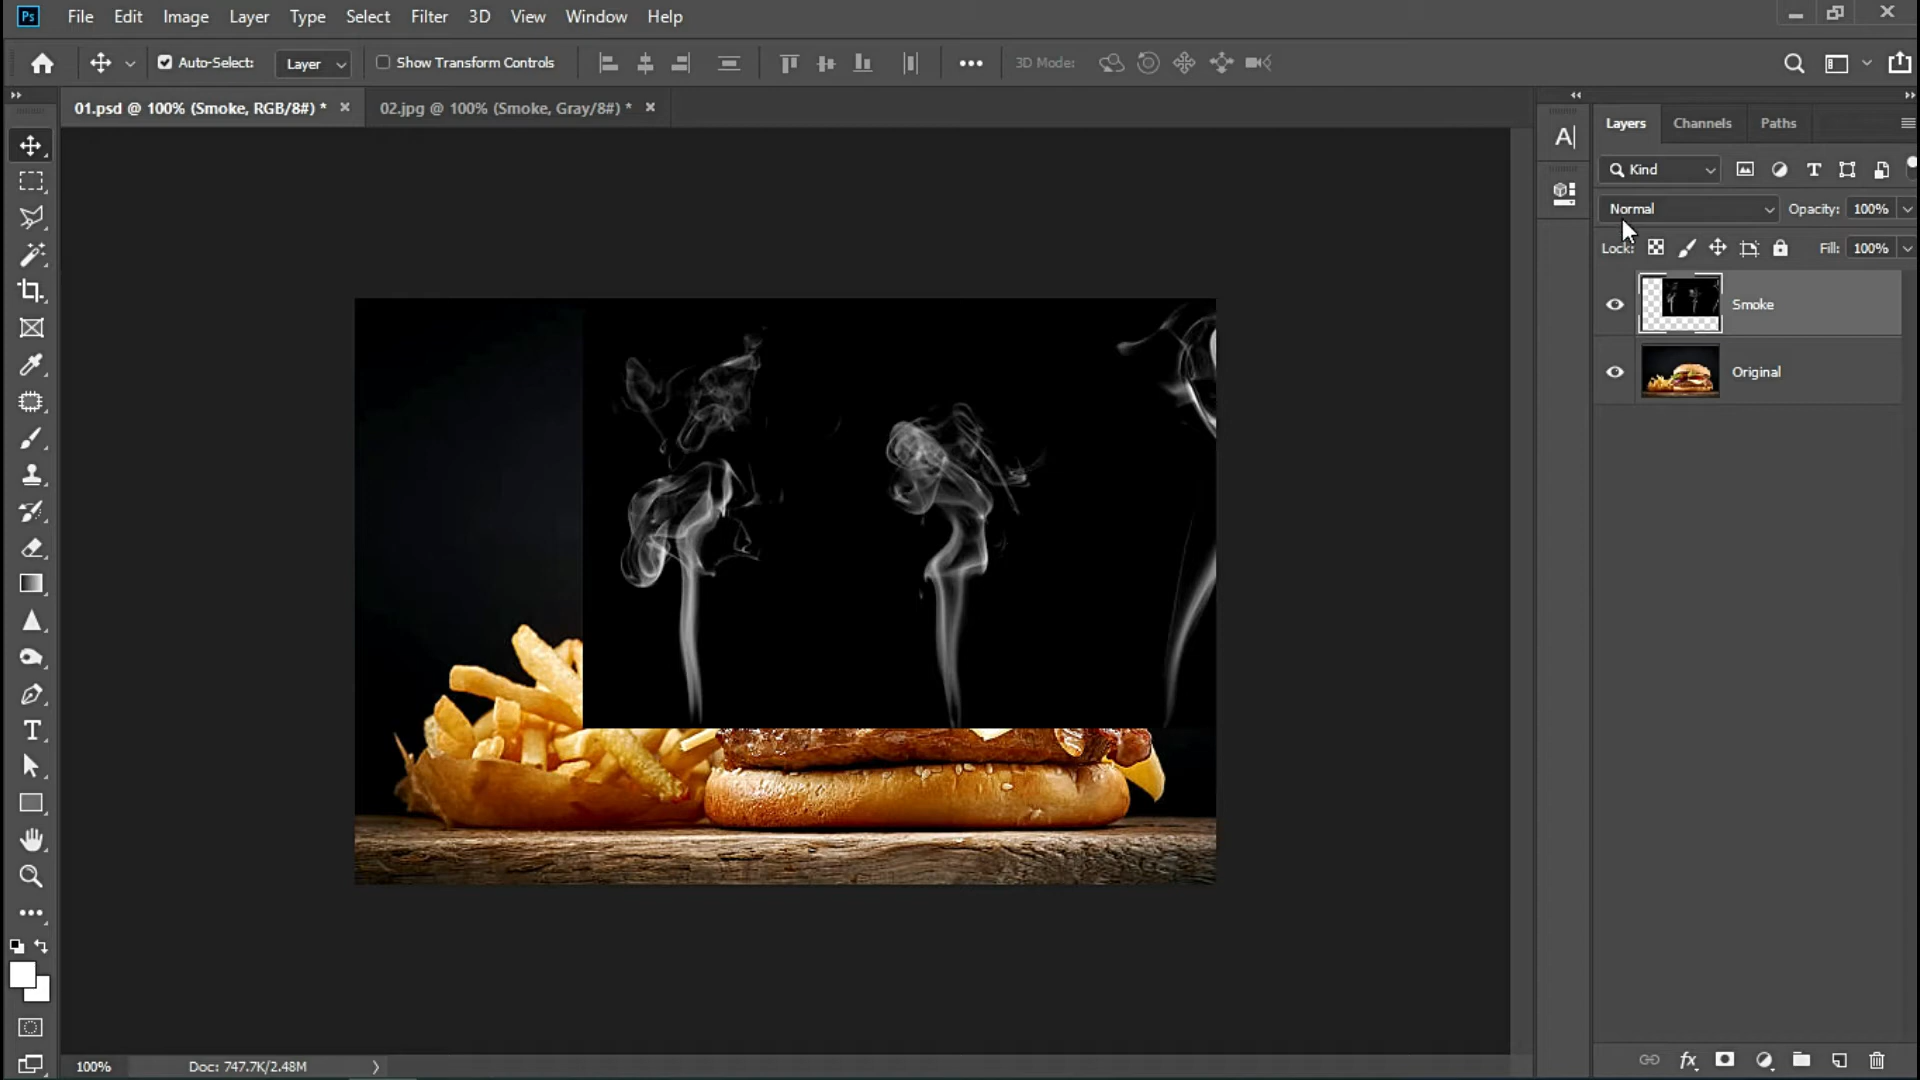 Ps File Edit Image Layer Type Select Filter 3D View Window Help
Auto-Select: Layer Show Transform Controls 3D Mode:
01.psd @ 100% (Smoke, RGB/8#) * 02.jpg @ 100% (Smoke, Gray/8#) *
Layers Channels Paths
Kind
Normal Opacity: 100%
Lock: Fill: 100%
Smoke
Original
100% Doc: 747.7K/2.48M